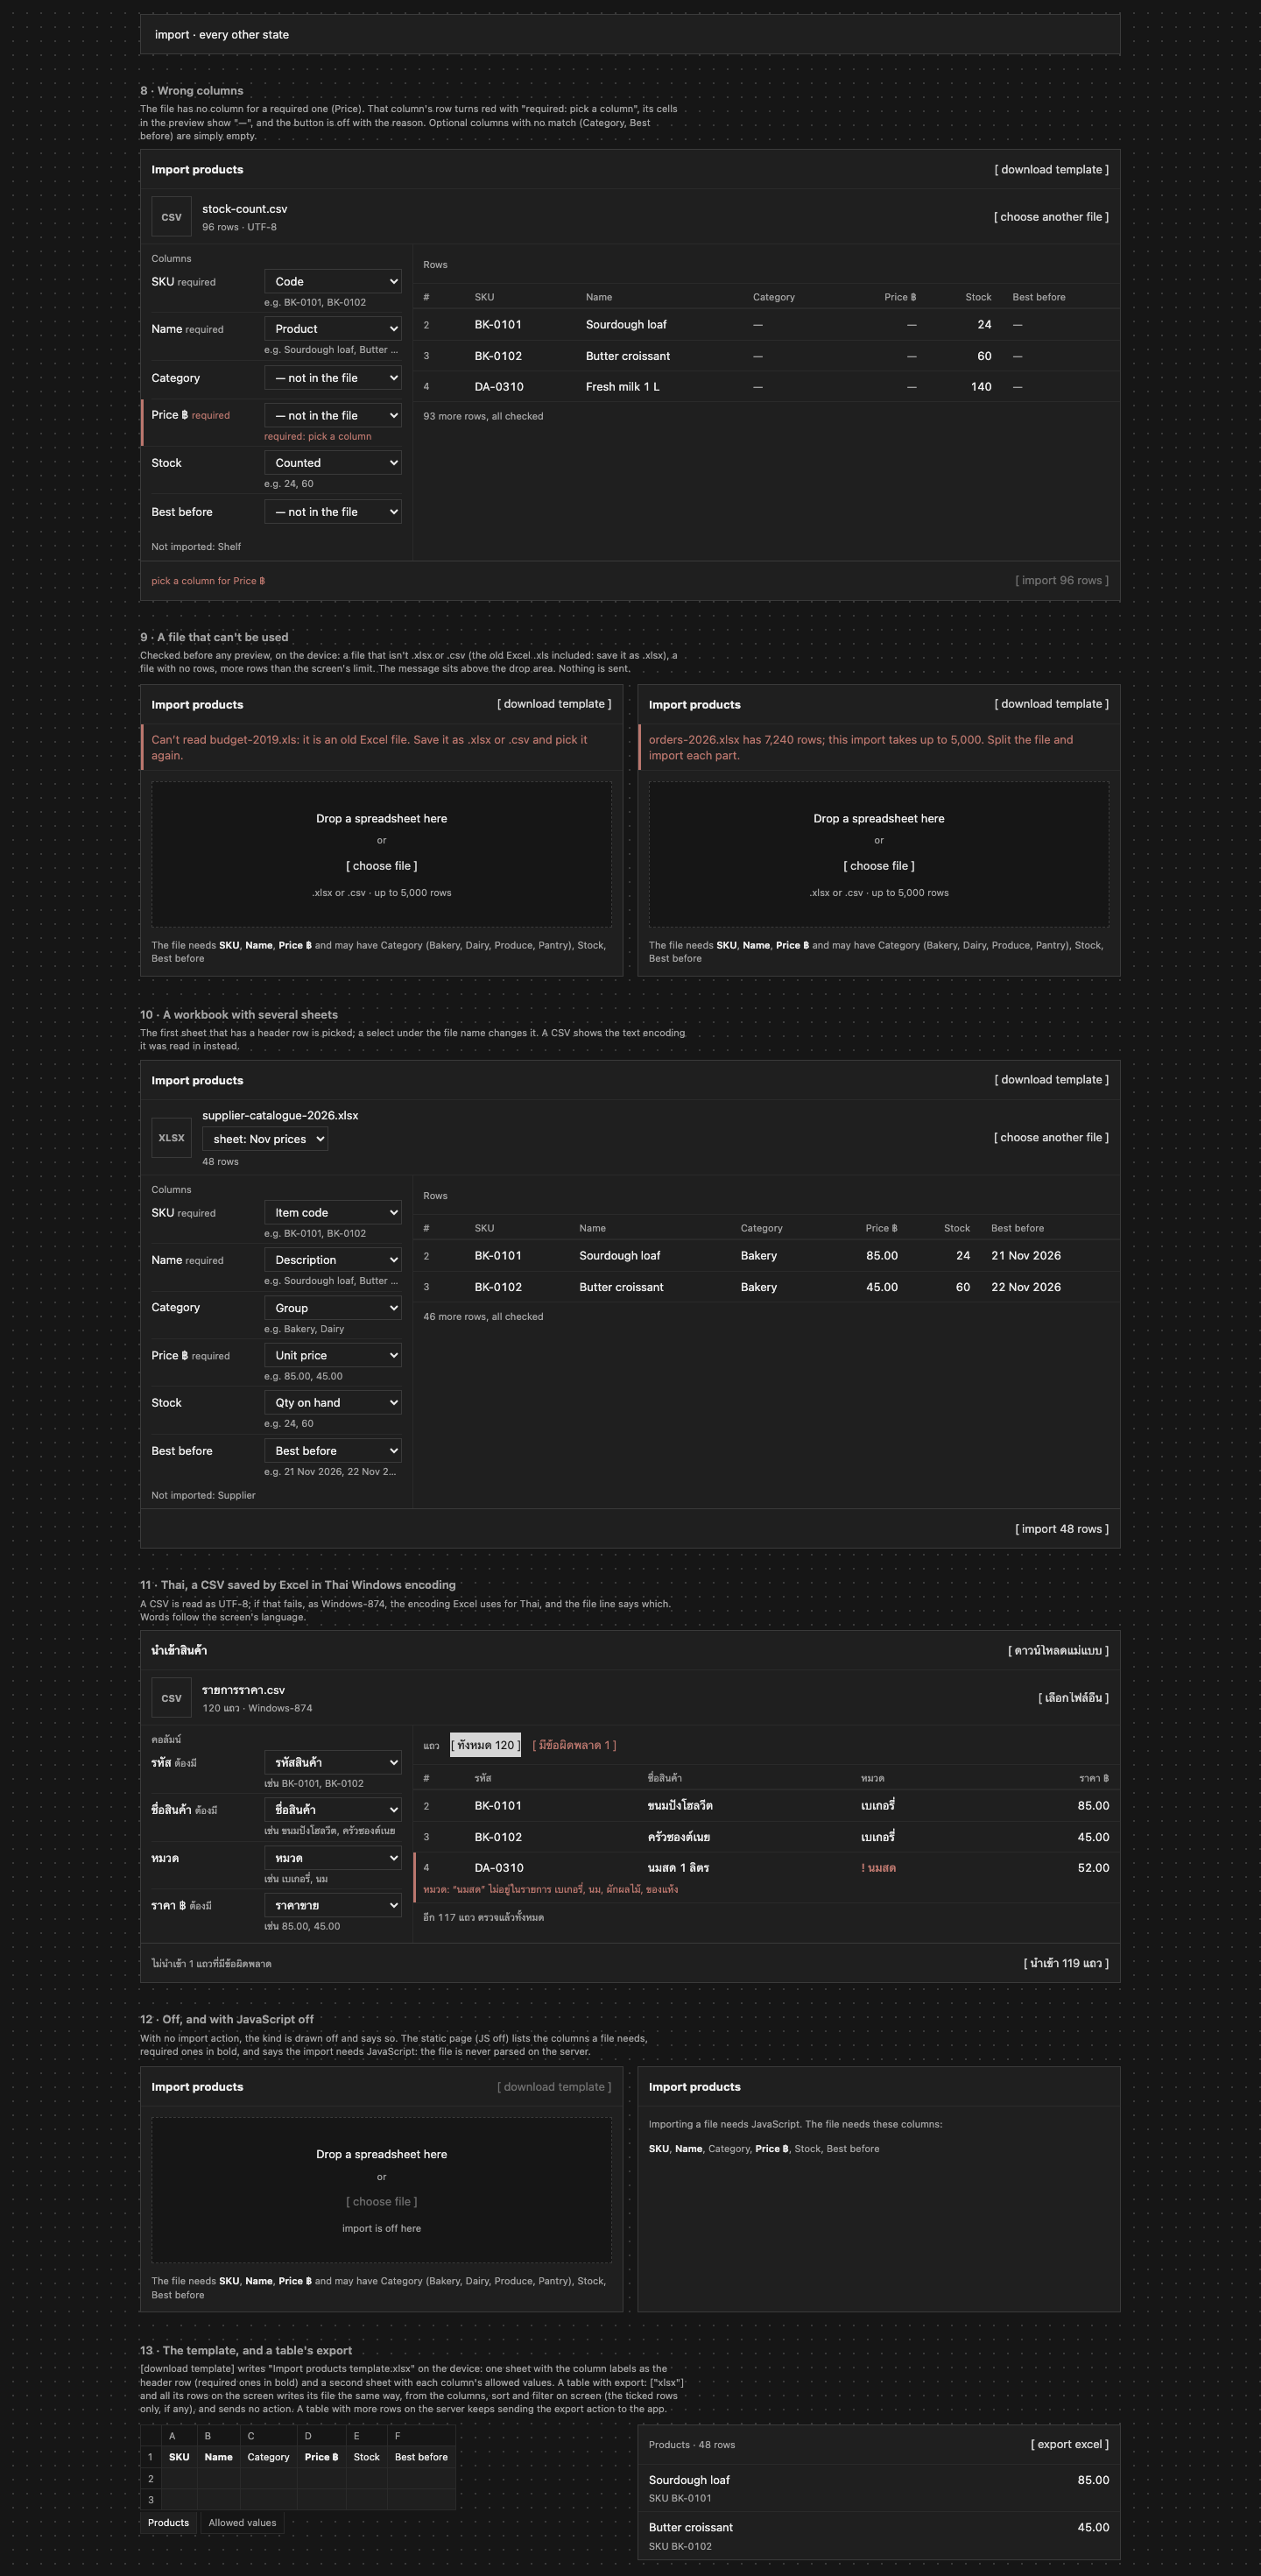 import · every other state
8 · Wrong columns
The file has no column for a required one (Price). That column's row turns red with "required: pick a column", its cells
in the preview show "—", and the button is off with the reason. Optional columns with no match (Category, Best
before) are simply empty.
Import products
[ download template ]
CSV
stock-count.csv
96 rows · UTF-8
[ choose another file ]
Columns
SKU required
Code
e.g. BK-0101, BK-0102
Name required
Product
e.g. Sourdough loaf, Butter ...
Category
— not in the file
Price ฿ required
— not in the file
required: pick a column
Stock
Counted
e.g. 24, 60
Best before
— not in the file
Not imported: Shelf
Rows
# SKU Name Category Price ฿ Stock Best before
2 BK-0101 Sourdough loaf — — 24 —
3 BK-0102 Butter croissant — — 60 —
4 DA-0310 Fresh milk 1 L — — 140 —
93 more rows, all checked
pick a column for Price ฿
[ import 96 rows ]
9 · A file that can't be used
Checked before any preview, on the device: a file that isn't .xlsx or .csv (the old Excel .xls included: save it as .xlsx), a
file with no rows, more rows than the screen's limit. The message sits above the drop area. Nothing is sent.
Import products
[ download template ]
Can't read budget-2019.xls: it is an old Excel file. Save it as .xlsx or .csv and pick it
again.
Drop a spreadsheet here
or
[ choose file ]
.xlsx or .csv · up to 5,000 rows
The file needs SKU, Name, Price ฿ and may have Category (Bakery, Dairy, Produce, Pantry), Stock,
Best before
Import products
[ download template ]
orders-2026.xlsx has 7,240 rows; this import takes up to 5,000. Split the file and
import each part.
Drop a spreadsheet here
or
[ choose file ]
.xlsx or .csv · up to 5,000 rows
The file needs SKU, Name, Price ฿ and may have Category (Bakery, Dairy, Produce, Pantry), Stock,
Best before
10 · A workbook with several sheets
The first sheet that has a header row is picked; a select under the file name changes it. A CSV shows the text encoding
it was read in instead.
Import products
[ download template ]
XLSX
supplier-catalogue-2026.xlsx
sheet: Nov prices
48 rows
[ choose another file ]
Columns
SKU required
Item code
e.g. BK-0101, BK-0102
Name required
Description
e.g. Sourdough loaf, Butter ...
Category
Group
e.g. Bakery, Dairy
Price ฿ required
Unit price
e.g. 85.00, 45.00
Stock
Qty on hand
e.g. 24, 60
Best before
Best before
e.g. 21 Nov 2026, 22 Nov 2...
Not imported: Supplier
Rows
# SKU Name Category Price ฿ Stock Best before
2 BK-0101 Sourdough loaf Bakery 85.00 24 21 Nov 2026
3 BK-0102 Butter croissant Bakery 45.00 60 22 Nov 2026
46 more rows, all checked
[ import 48 rows ]
11 · Thai, a CSV saved by Excel in Thai Windows encoding
A CSV is read as UTF-8; if that fails, as Windows-874, the encoding Excel uses for Thai, and the file line says which.
Words follow the screen's language.
นำเข้าสินค้า
[ ดาวน์โหลดแม่แบบ ]
CSV
รายการราคา.csv
120 แถว · Windows-874
[ เลือกไฟล์อื่น ]
คอลัมน์
รหัส ต้องมี
รหัสสินค้า
เช่น BK-0101, BK-0102
ชื่อสินค้า ต้องมี
ชื่อสินค้า
เช่น ขนมปังโฮลวีต, ครัวซองต์เนย
หมวด
หมวด
เช่น เบเกอรี่, นม
ราคา ฿ ต้องมี
ราคาขาย
เช่น 85.00, 45.00
แถว [ ทั้งหมด 120 ] [ มีข้อผิดพลาด 1 ]
# รหัส ชื่อสินค้า หมวด ราคา ฿
2 BK-0101 ขนมปังโฮลวีต เบเกอรี่ 85.00
3 BK-0102 ครัวซองต์เนย เบเกอรี่ 45.00
4 DA-0310 นมสด 1 ลิตร ! นมสด 52.00
หมวด: "นมสด" ไม่อยู่ในรายการ เบเกอรี่, นม, ผักผลไม้, ของแห้ง
อีก 117 แถว ตรวจแล้วทั้งหมด
ไม่นำเข้า 1 แถวที่มีข้อผิดพลาด
[ นำเข้า 119 แถว ]
12 · Off, and with JavaScript off
With no import action, the kind is drawn off and says so. The static page (JS off) lists the columns a file needs,
required ones in bold, and says the import needs JavaScript: the file is never parsed on the server.
Import products
[ download template ]
Drop a spreadsheet here
or
[ choose file ]
import is off here
The file needs SKU, Name, Price ฿ and may have Category (Bakery, Dairy, Produce, Pantry), Stock,
Best before
Import products
Importing a file needs JavaScript. The file needs these columns:
SKU, Name, Category, Price ฿, Stock, Best before
13 · The template, and a table's export
[download template] writes "Import products template.xlsx" on the device: one sheet with the column labels as the
header row (required ones in bold) and a second sheet with each column's allowed values. A table with export: ["xlsx"]
and all its rows on the screen writes its file the same way, from the columns, sort and filter on screen (the ticked rows
only, if any), and sends no action. A table with more rows on the server keeps sending the export action to the app.
A B C D E F
1 SKU Name Category Price ฿ Stock Best before
2
3
Products Allowed values
Products · 48 rows
[ export excel ]
Sourdough loaf 85.00
SKU BK-0101
Butter croissant 45.00
SKU BK-0102